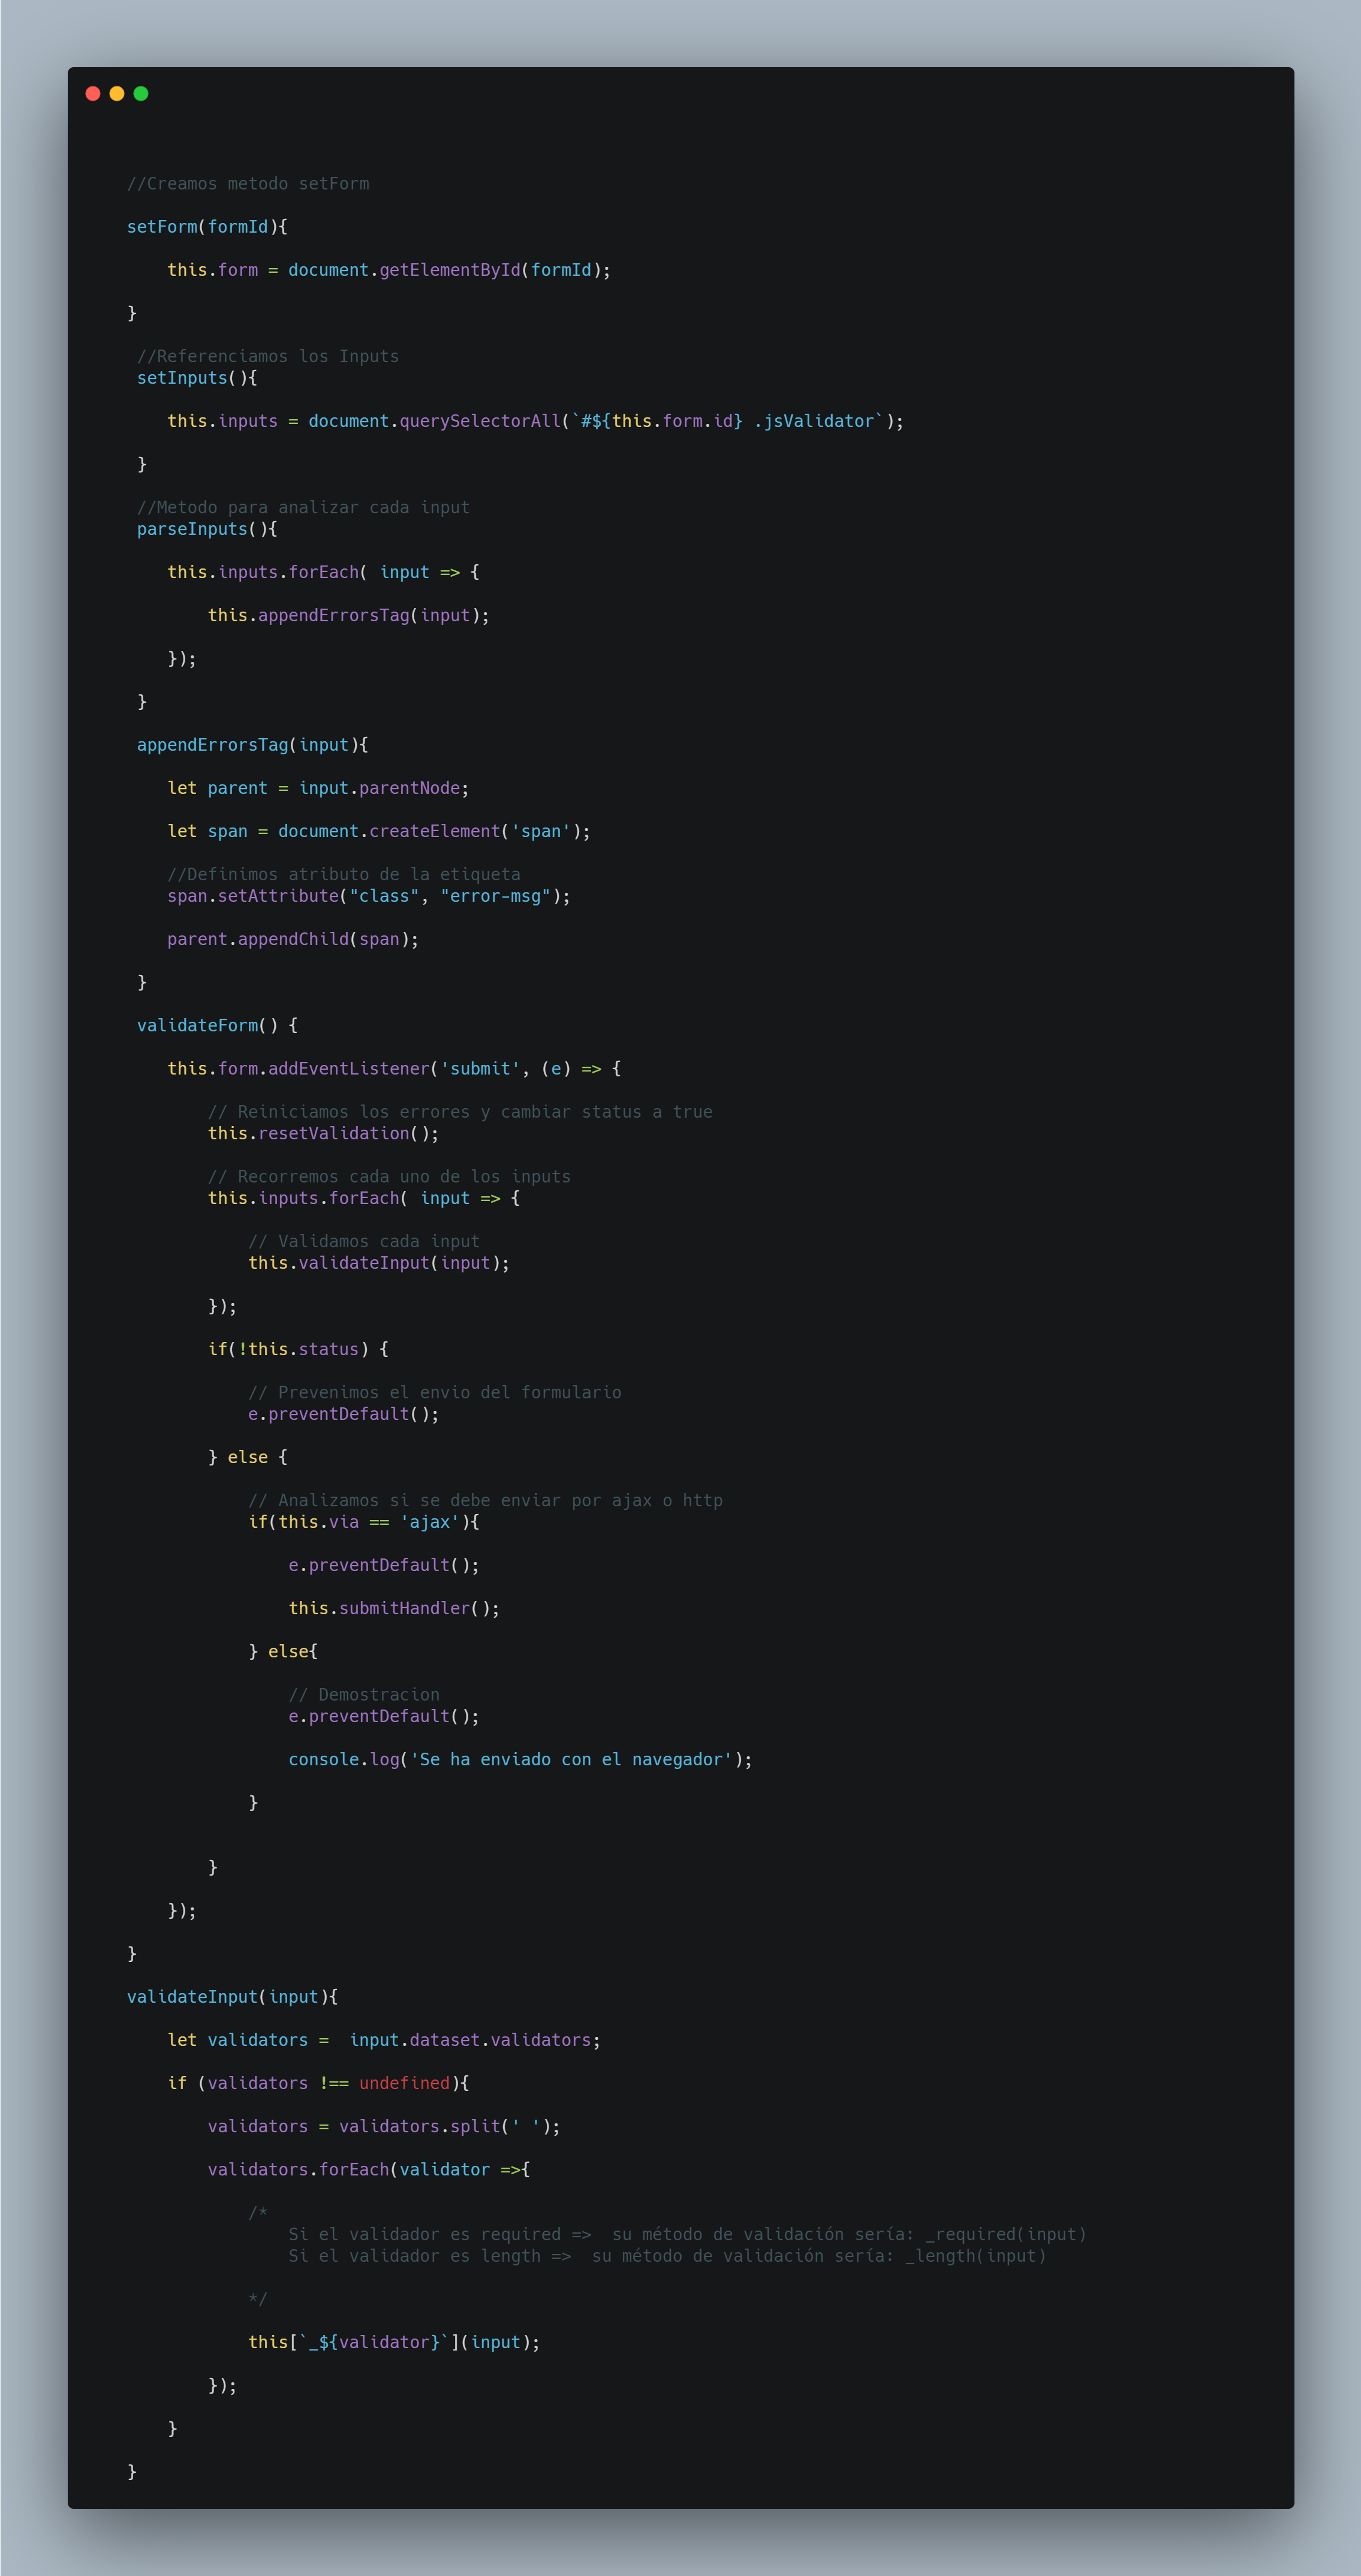 //Creamos metodo setForm
setForm(formId){
this.form = document.getElementById(formId);
}
//Referenciamos los Inputs
setInputs(){
this.inputs = document.querySelectorAll(`#${this.form.id} .jsValidator`);
}
//Metodo para analizar cada input
parseInputs(){
this.inputs.forEach( input => {
this.appendErrorsTag(input);
});
}
appendErrorsTag(input){
let parent = input.parentNode;
let span = document.createElement('span');
//Definimos atributo de la etiqueta
span.setAttribute("class", "error-msg");
parent.appendChild(span);
}
validateForm() {
this.form.addEventListener('submit', (e) => {
// Reiniciamos los errores y cambiar status a true
this.resetValidation();
// Recorremos cada uno de los inputs
this.inputs.forEach( input => {
// Validamos cada input
this.validateInput(input);
});
if(!this.status) {
// Prevenimos el envio del formulario
e.preventDefault();
} else {
// Analizamos si se debe enviar por ajax o http
if(this.via == 'ajax'){
e.preventDefault();
this.submitHandler();
} else{
// Demostracion
e.preventDefault();
console.log('Se ha enviado con el navegador');
}
}
});
}
validateInput(input){
let validators =  input.dataset.validators;
if (validators !== undefined){
validators = validators.split(' ');
validators.forEach(validator =>{
/*
Si el validador es required =>  su método de validación sería: _required(input)
Si el validador es length =>  su método de validación sería: _length(input)
*/
this[`_${validator}`](input);
});
}
}